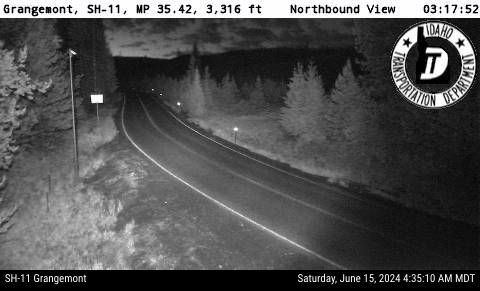 Grangemont, SH-11, MP 35.42, 3,316 ft Northbound View 03:17:52
IDAHO
TRANSPORTATION DEPARTMENT
SH-11 Grangemont Saturday, June 15, 2024 4:35:10 AM MDT